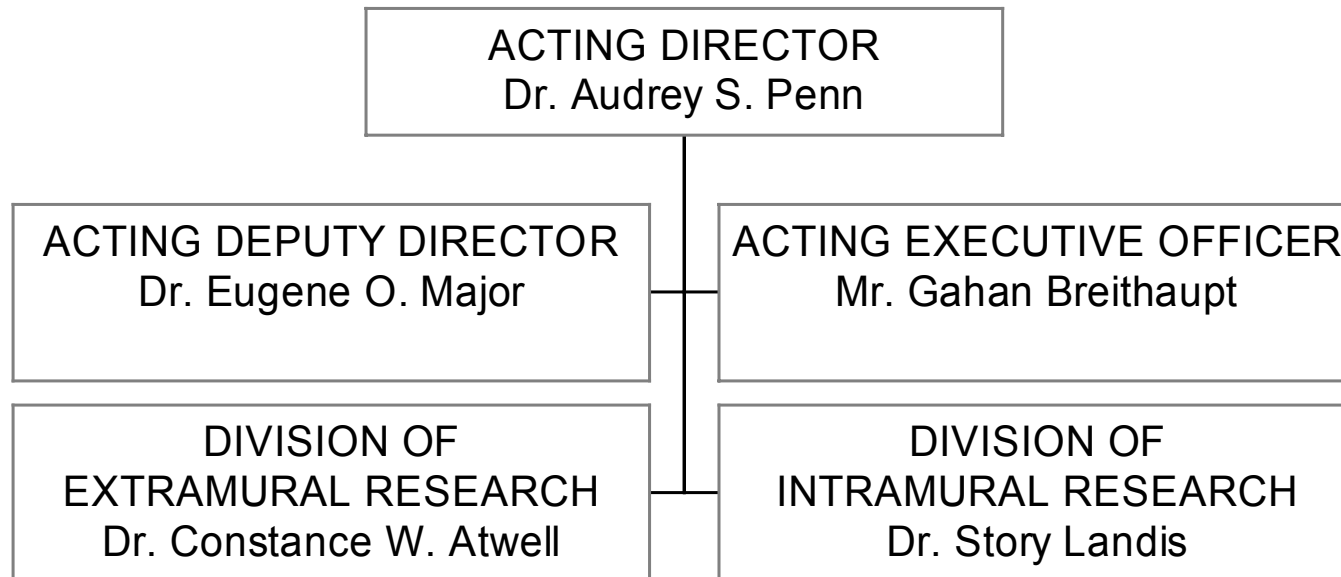 ACTING DIRECTOR
Dr. Audrey S. Penn
ACTING DEPUTY DIRECTOR
Dr. Eugene O. Major
ACTING EXECUTIVE OFFICER
Mr. Gahan Breithaupt
DIVISION OF
EXTRAMURAL RESEARCH
Dr. Constance W. Atwell
DIVISION OF
INTRAMURAL RESEARCH
Dr. Story Landis